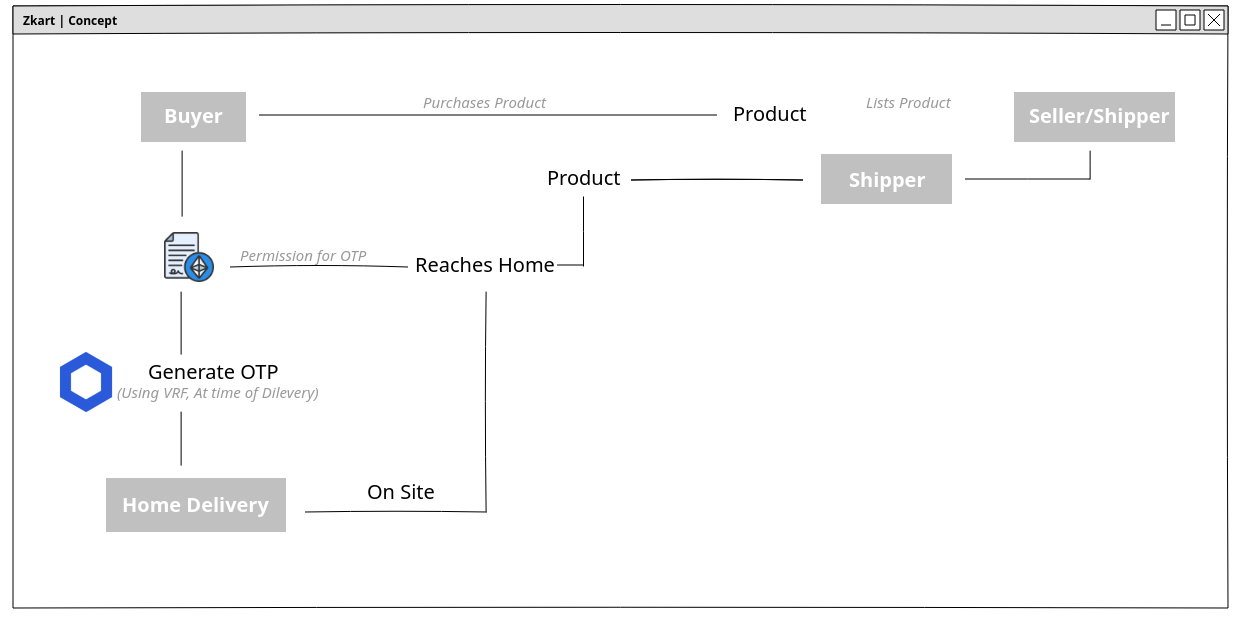 Zkart | Concept
Buyer
Purchases Product
Product
Lists Product
Seller/Shipper
Product
Shipper
Permission for OTP
Reaches Home
Generate OTP
(Using VRF, At time of Dilevery)
On Site
Home Delivery